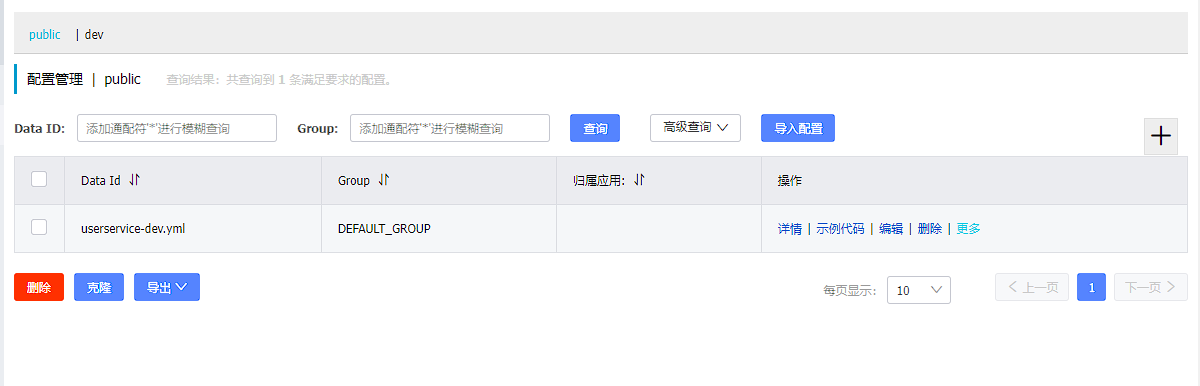 public | dev
配置管理 | public 查询结果：共查询到 1 条满足要求的配置。
Data ID: 添加通配符'*'进行模糊查询 Group: 添加通配符'*'进行模糊查询 查询 高级查询 导入配置
Data Id Group 归属应用: 操作
userservice-dev.yml DEFAULT_GROUP 详情 | 示例代码 | 编辑 | 删除 | 更多
删除 克隆 导出 每页显示: 10 上一页 1 下一页